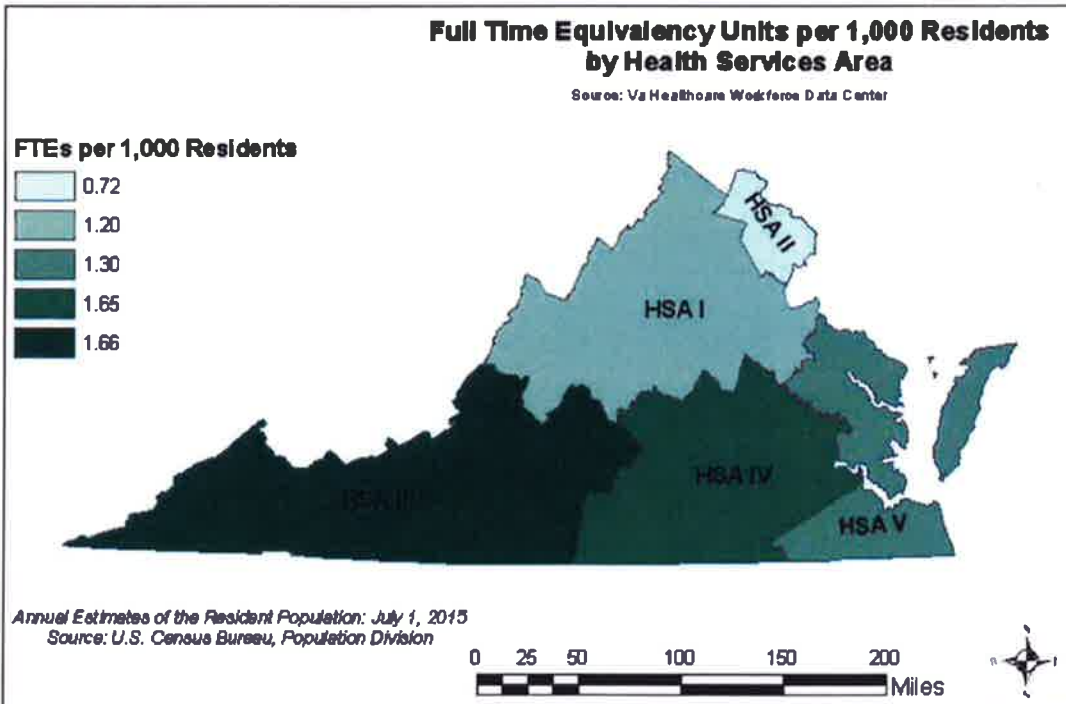 Full Time Equivalency Units per 1,000 Residents
by Health Services Area
Source: Va Healthcare Workforce Data Center
FTEs per 1,000 Residents
0.72
1.20
1.30
1.65
1.66
HSA II
HSA I
HSA III
HSA IV
HSA V
Annual Estimates of the Resident Population: July 1, 2015
Source: U.S. Census Bureau, Population Division
0 25 50 100 150 200
Miles